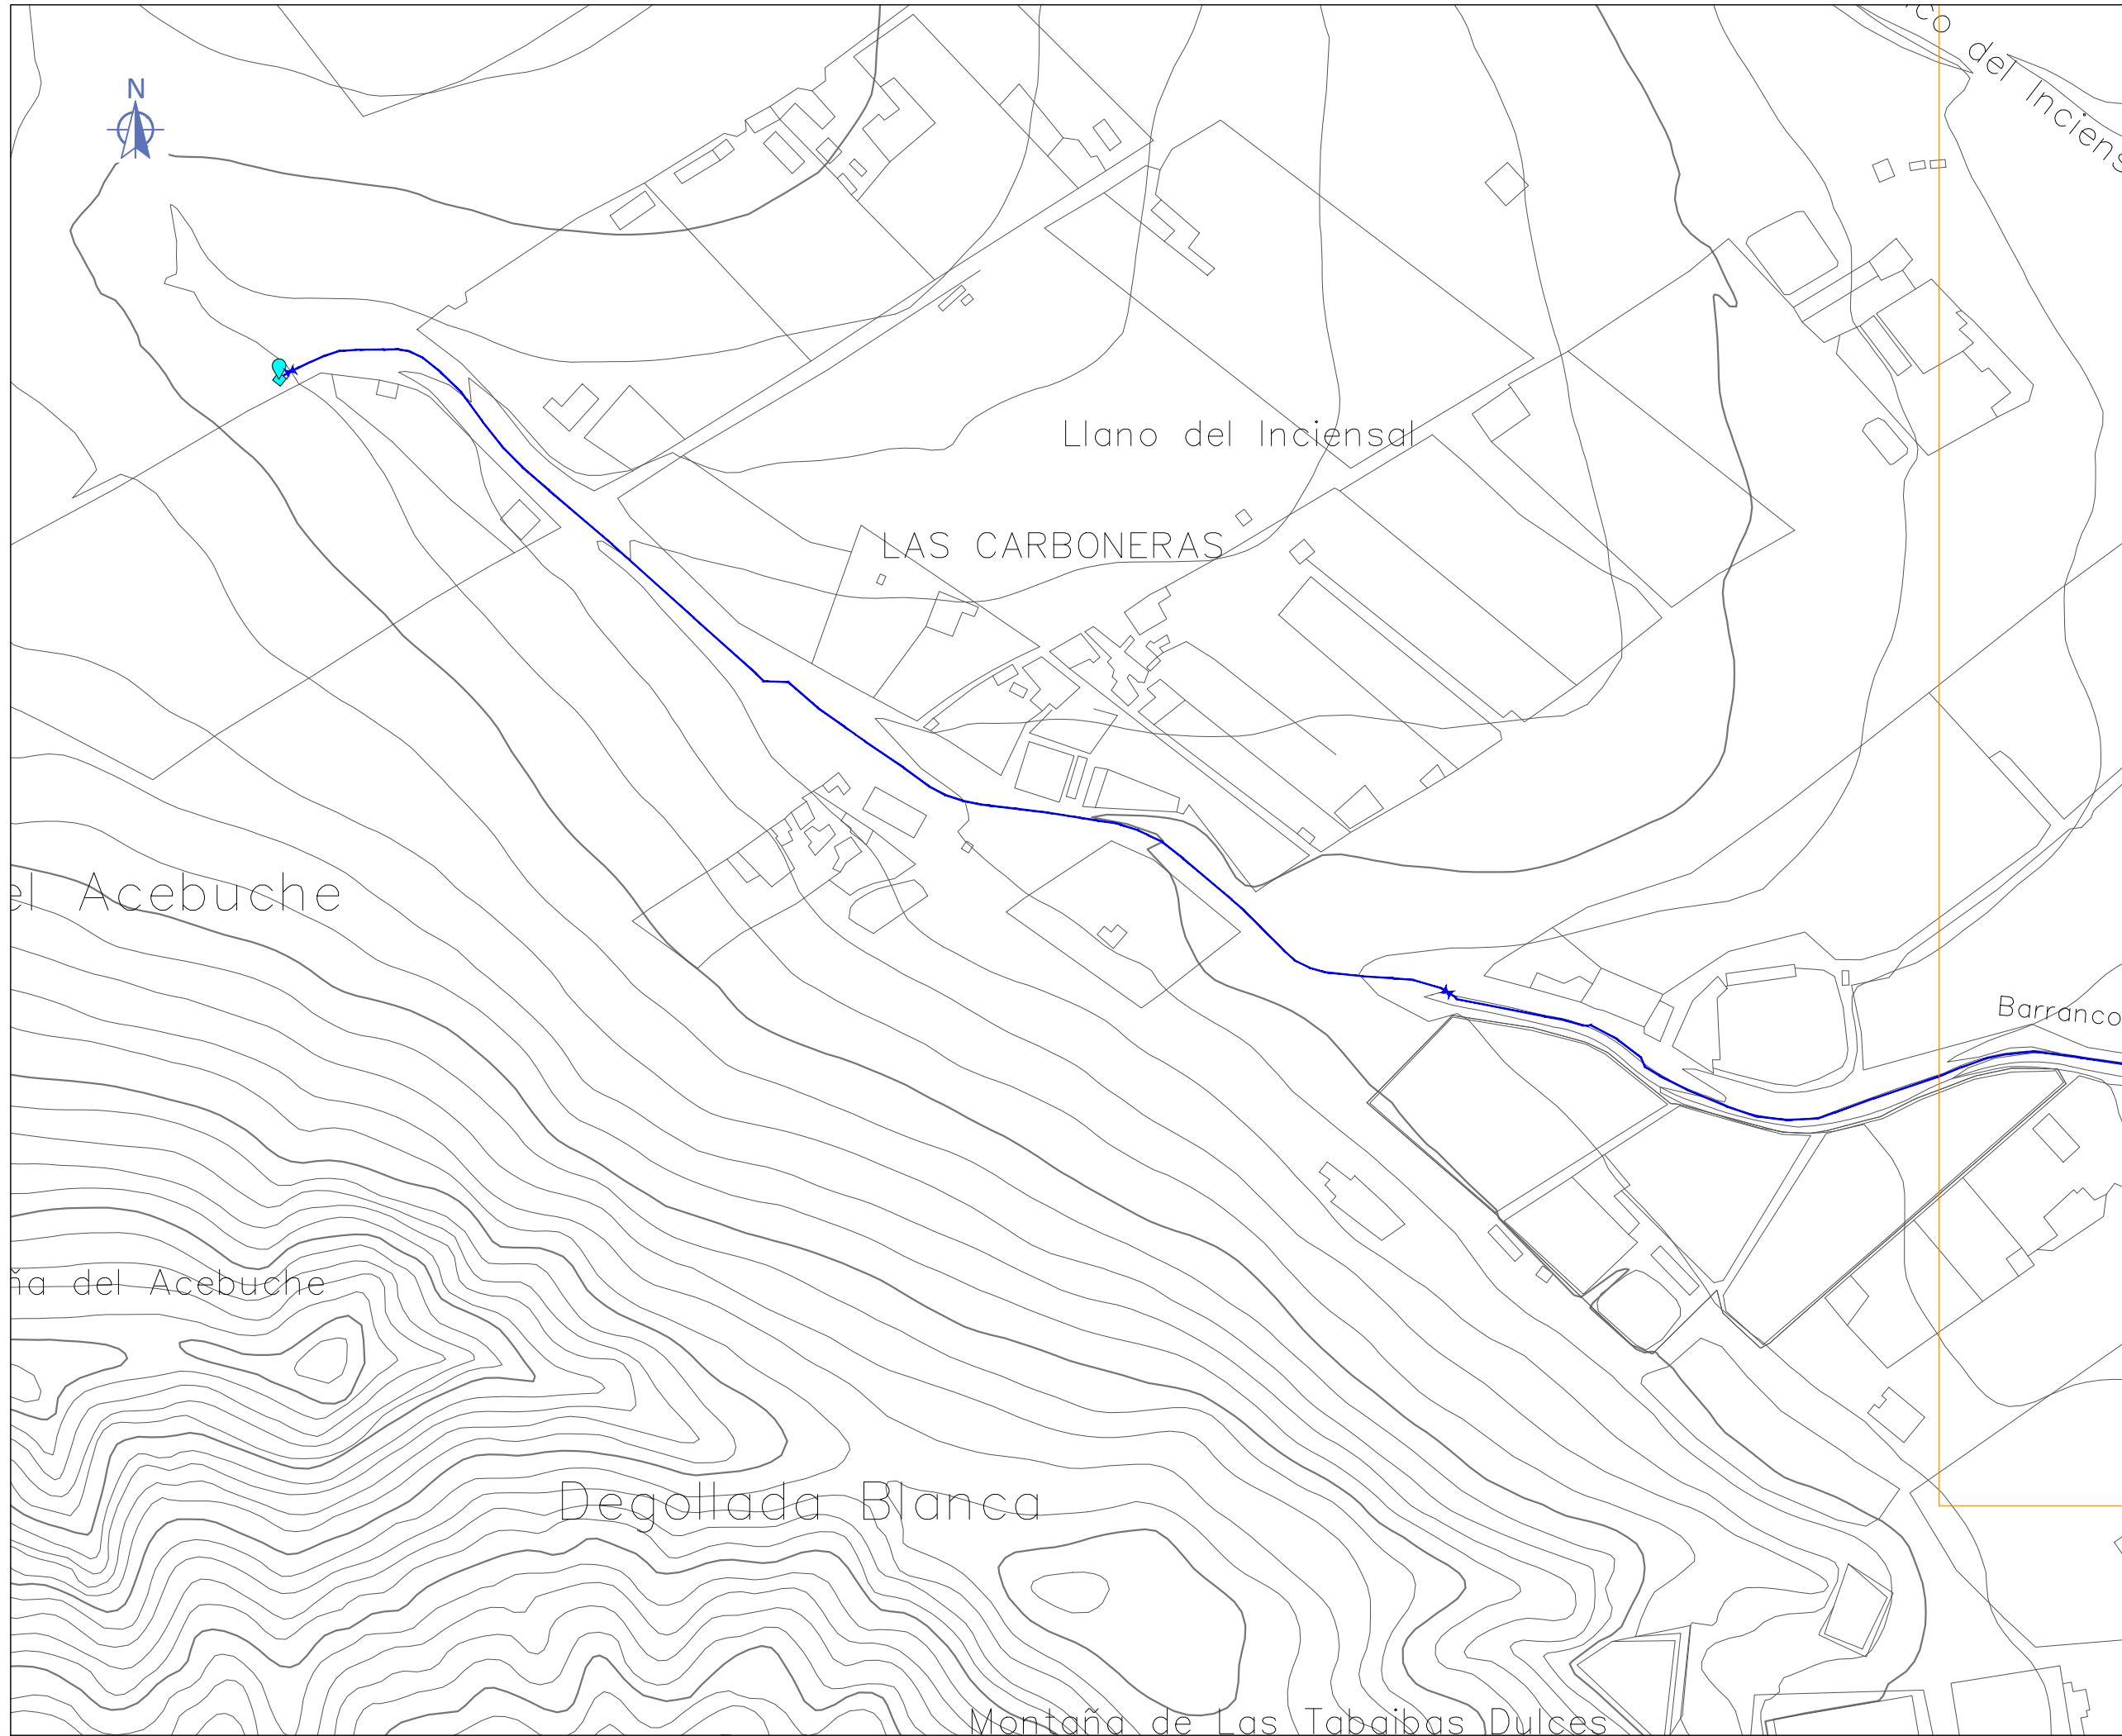 co del Inciens
N
Llano del Inciensal
LAS CARBONERAS
el Acebuche
Barranco
ña del Acebuche
Degollada Blanca
Montaña de Las Tabaibas Dulces